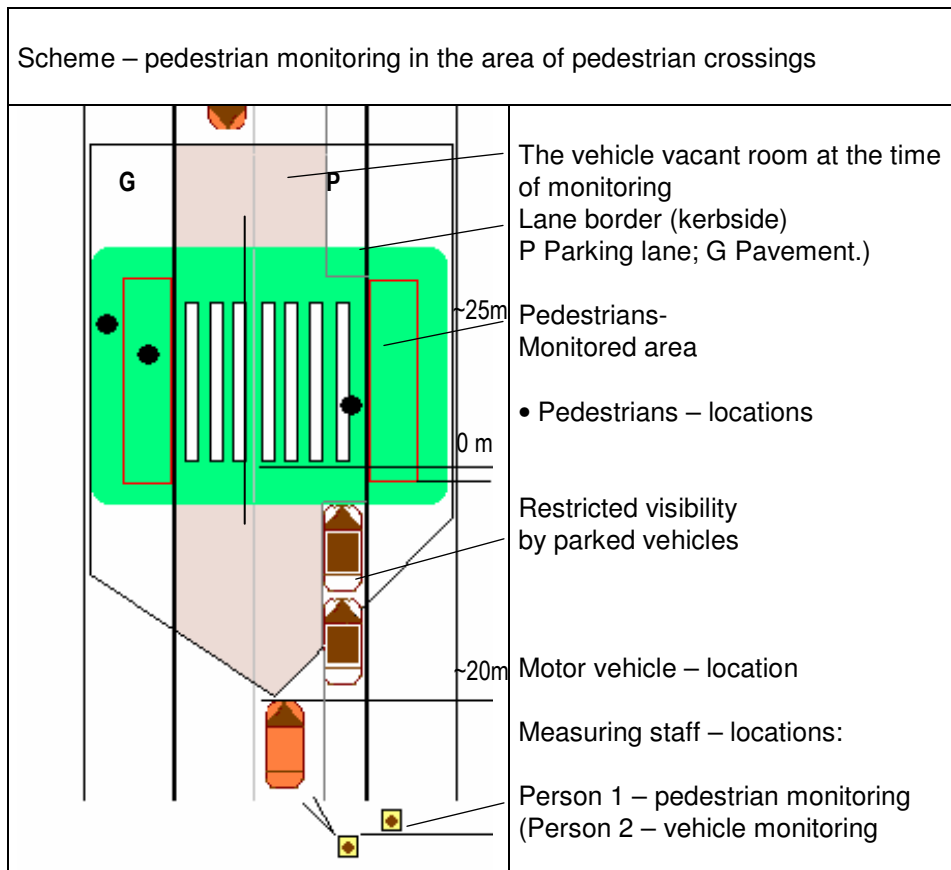 Scheme – pedestrian monitoring in the area of pedestrian crossings
G
P
~25m
0 m
~20m
The vehicle vacant room at the time
of monitoring
Lane border (kerbside)
P Parking lane; G Pavement.)
Pedestrians-
Monitored area
• Pedestrians – locations
Restricted visibility
by parked vehicles
Motor vehicle – location
Measuring staff – locations:
Person 1 – pedestrian monitoring
(Person 2 – vehicle monitoring